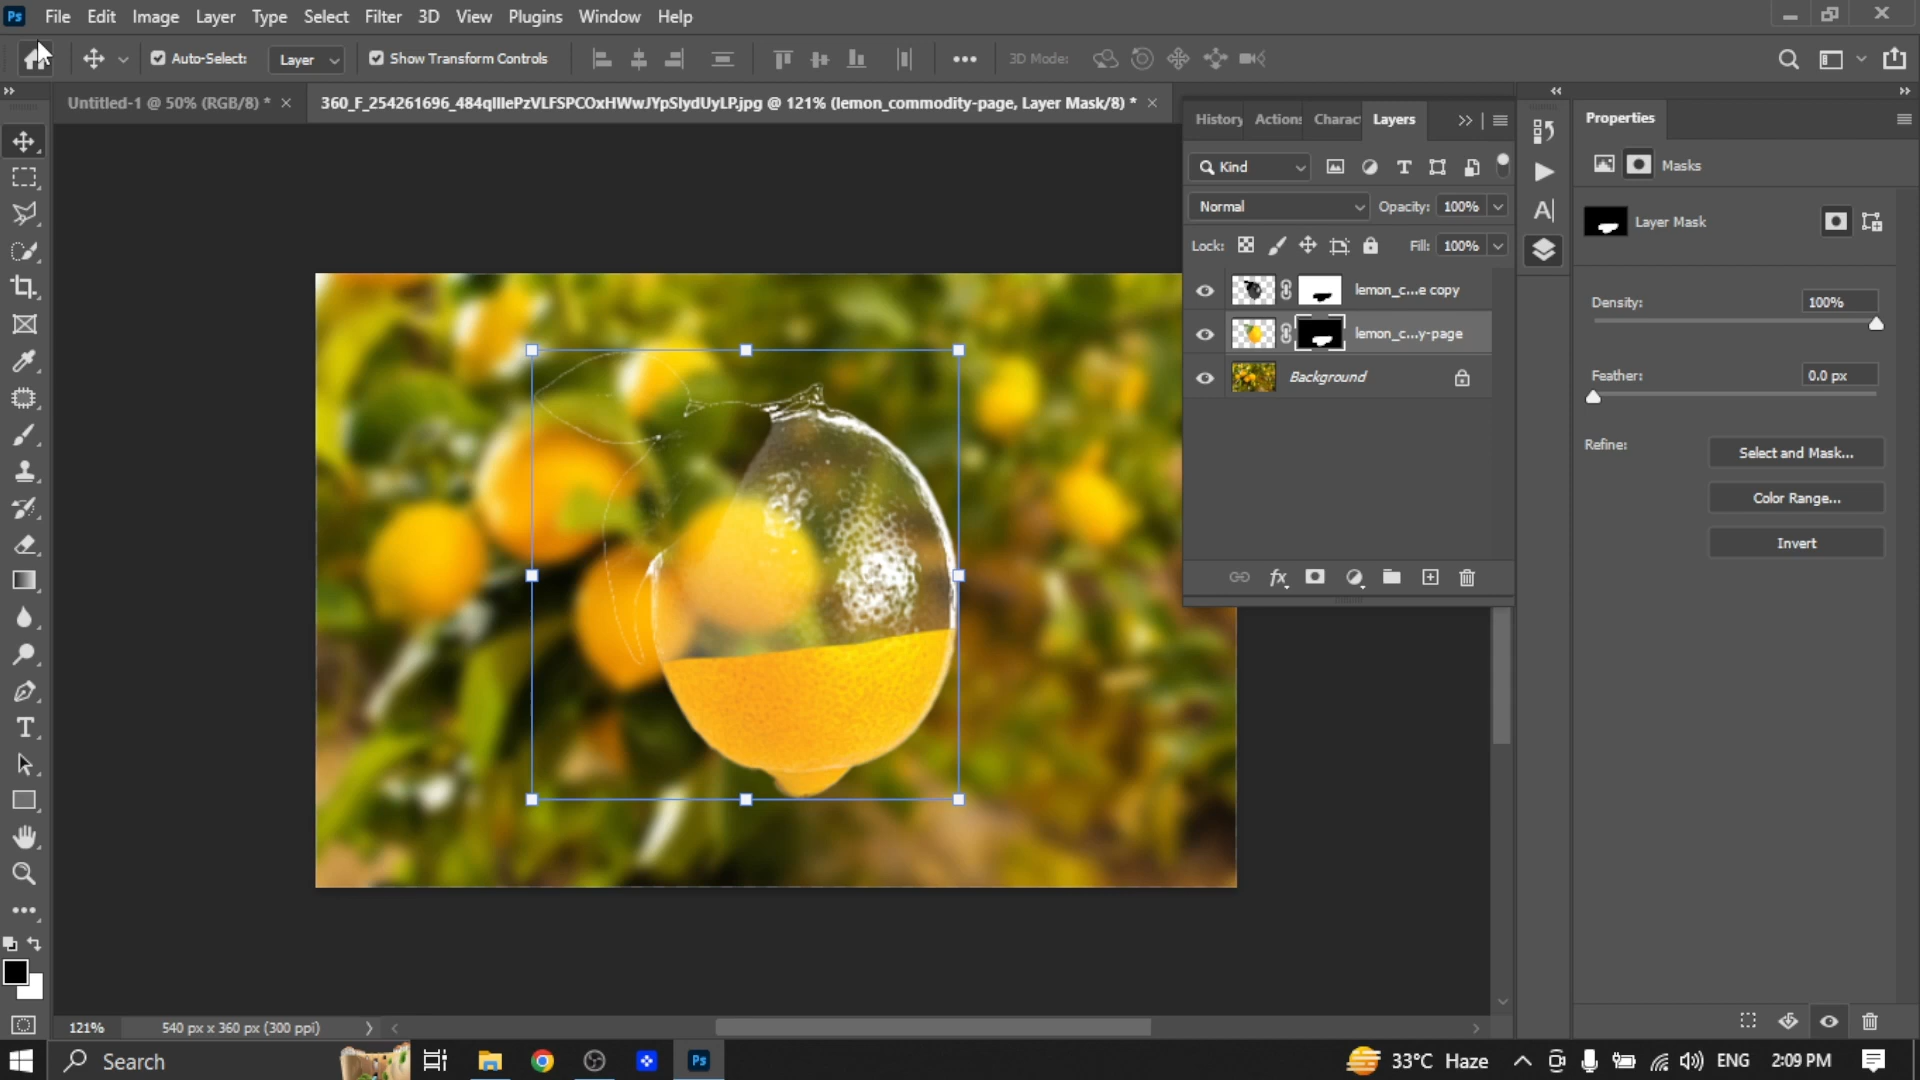 Ps File Edit Image Layer Type Select Filter 3D View Plugins Window Help
Auto-Select: Layer Show Transform Controls 3D Mode:
Untitled-1 @ 50% (RGB/8) *
360_F_254261696_484qIIIePzVLFSPCOxHWwJYpSlydUyLP.jpg @ 121% (lemon_commodity-page, Layer Mask/8) *
History Actions Charac Layers
Kind
Normal Opacity: 100%
Lock: Fill: 100%
lemon_c...e copy
lemon_c...y-page
Background
fx
Properties
Masks
Layer Mask
Density: 100%
Feather: 0.0 px
Refine: Select and Mask...
Color Range...
Invert
121% 540 px x 360 px (300 ppi)
Search Ps 33°C Haze ENG 2:09 PM